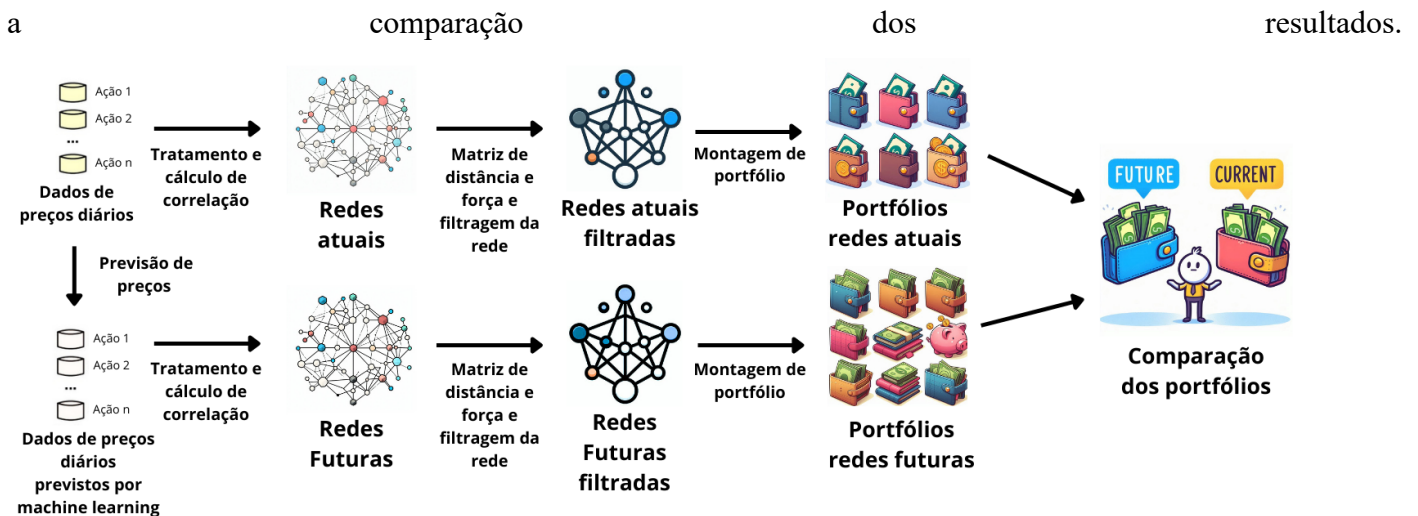 a comparação dos resultados.
Ação 1
Ação 2
...
Ação n
Dados de
preços diários
Tratamento e
cálculo de
correlação
Redes
atuais
Matriz de
distância e
força e
filtragem da
rede
Redes atuais
filtradas
Montagem de
portfólio
Portfólios
redes atuais
Previsão de
preços
Ação 1
Ação 2
...
Ação n
Dados de preços
diários
previstos por
machine learning
Tratamento e
cálculo de
correlação
Redes
Futuras
Matriz de
distância e
força e
filtragem da
rede
Redes
Futuras
filtradas
Montagem de
portfólio
Portfólios
redes futuras
FUTURE
CURRENT
Comparação
dos portfólios